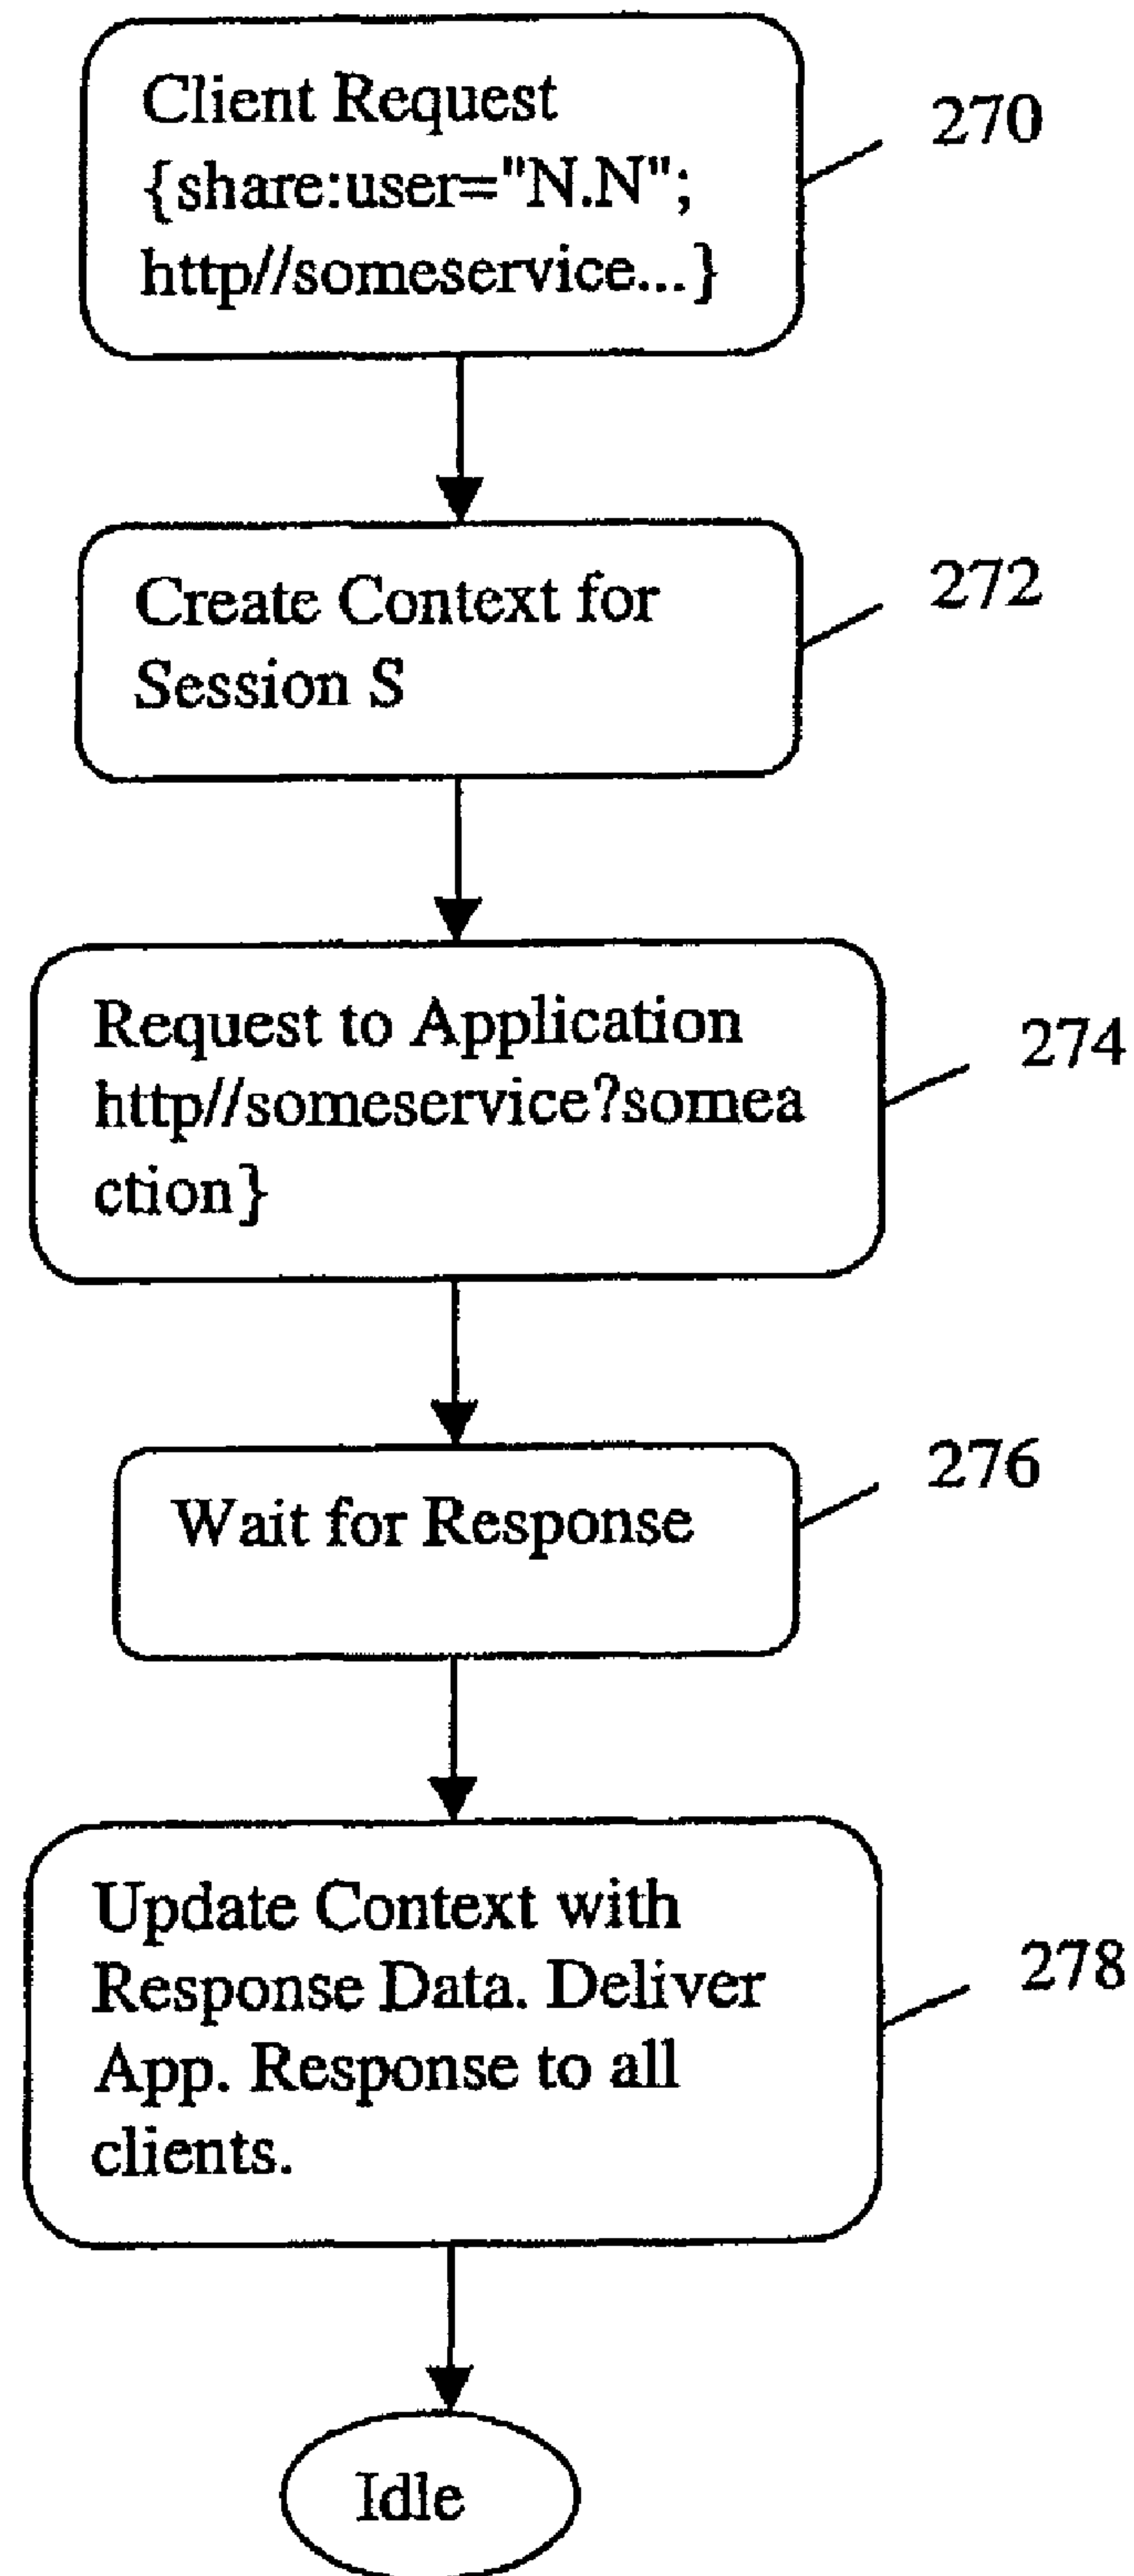 Client Request
{share:user="N.N";
http//someservice...}
270
Create Context for
Session S
272
Request to Application
http//someservice?somea
ction}
274
Wait for Response
276
Update Context with
Response Data. Deliver
App. Response to all
clients.
278
Idle